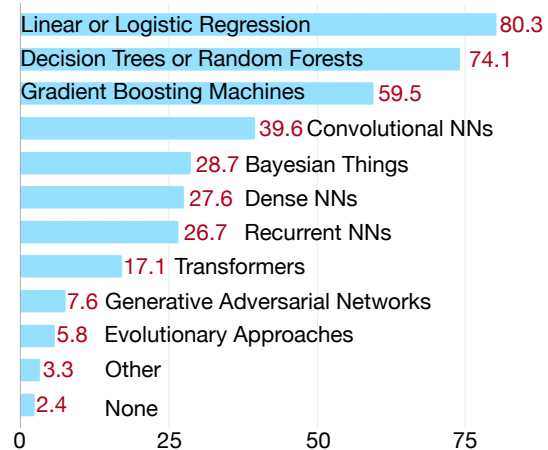 Linear or Logistic Regression 80.3
Decision Trees or Random Forests 74.1
Gradient Boosting Machines 59.5
39.6 Convolutional NNs
28.7 Bayesian Things
27.6 Dense NNs
26.7 Recurrent NNs
17.1 Transformers
7.6 Generative Adversarial Networks
5.8 Evolutionary Approaches
3.3 Other
2.4 None
0 25 50 75